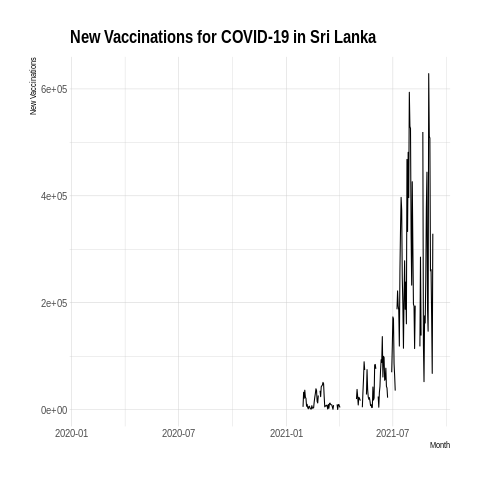 New Vaccinations for COVID-19 in Sri Lanka
New Vaccinations
6e+05
4e+05
2e+05
0e+00
2020-01 2020-07 2021-01 2021-07
Month